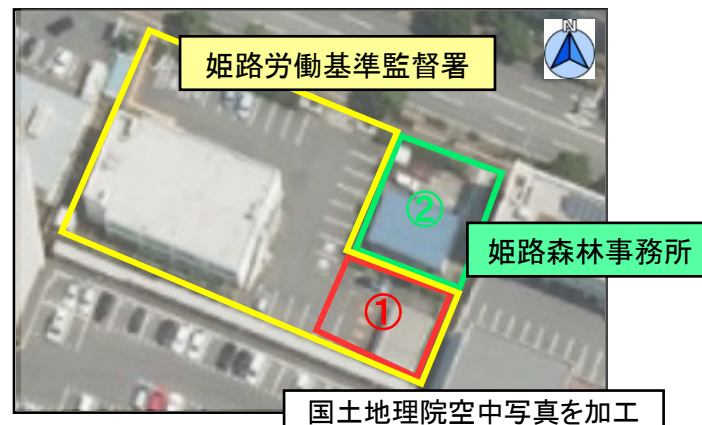 N
姫路労働基準監督署
②
姫路森林事務所
①
国土地理院空中写真を加工